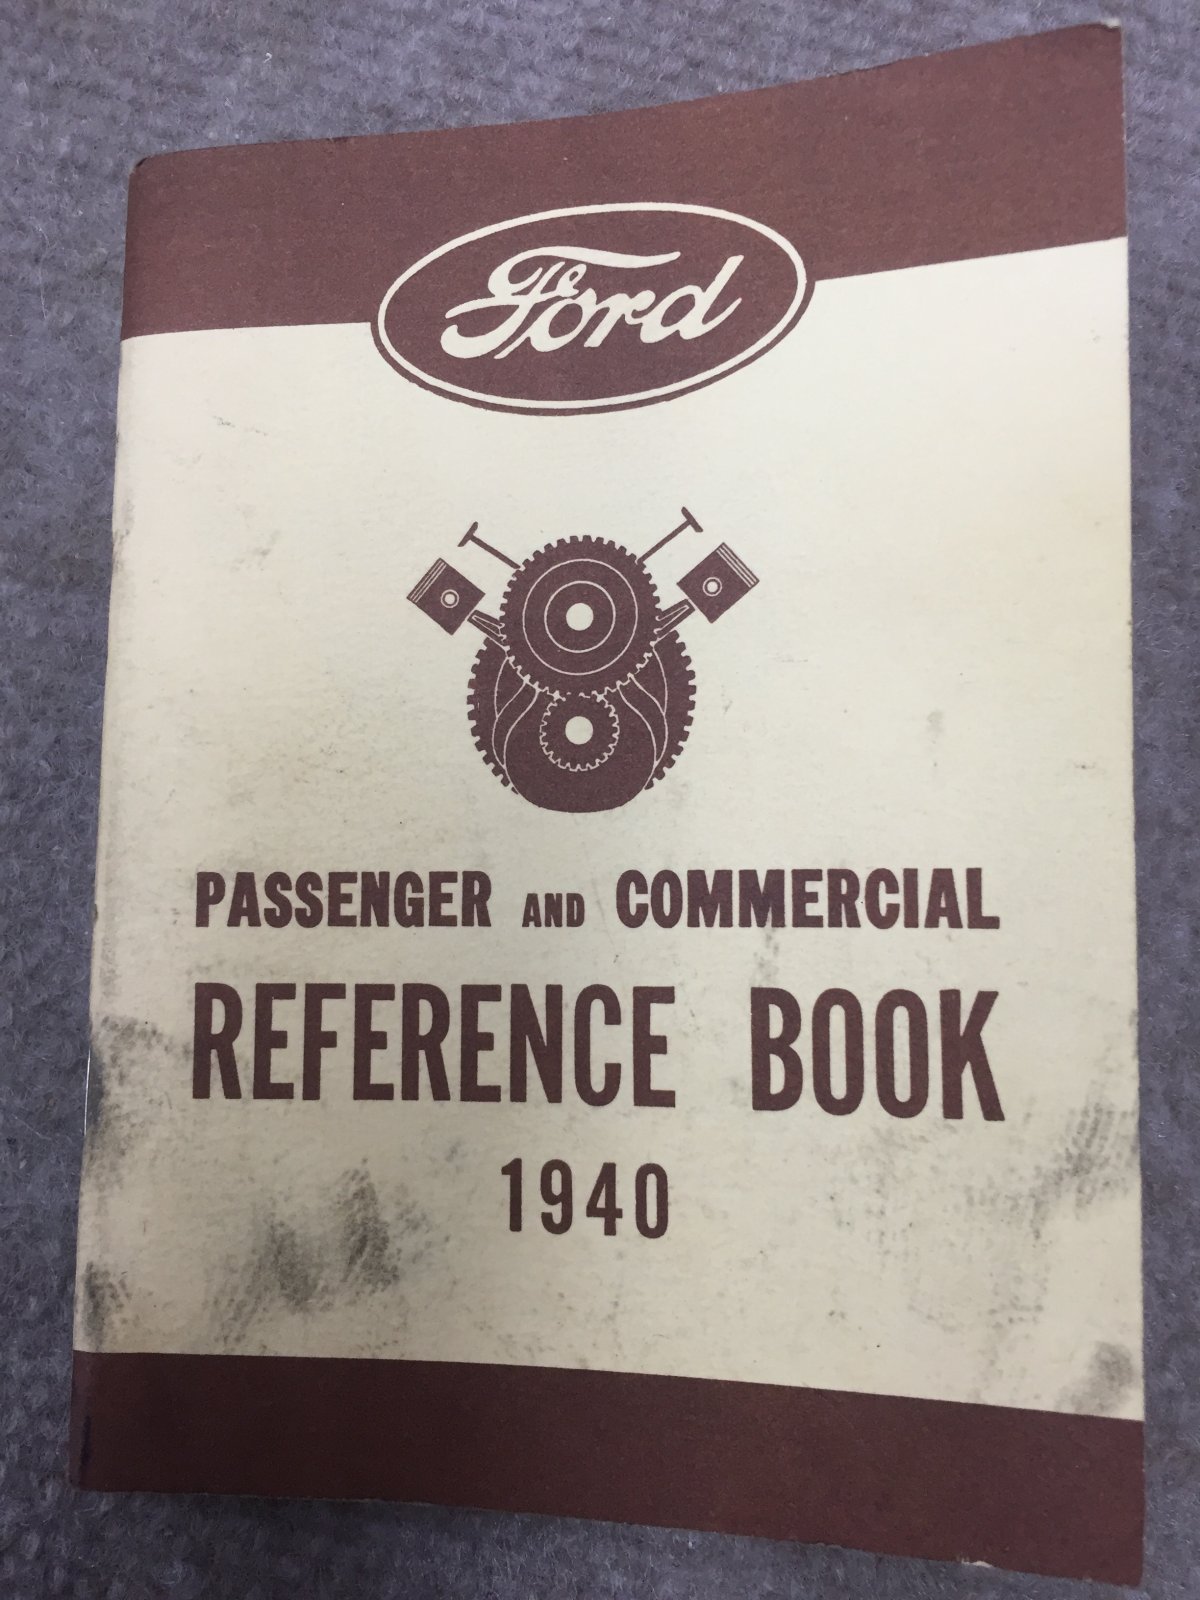 Ford
PASSENGER AND COMMERCIAL
REFERENCE BOOK
1940